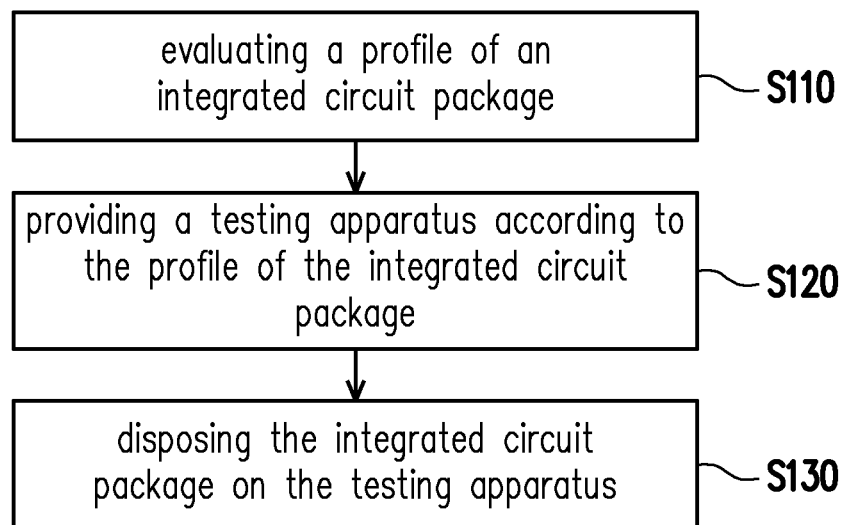 evaluating a profile of an
integrated circuit package
S110
providing a testing apparatus according to
the profile of the integrated circuit
package
S120
disposing the integrated circuit
package on the testing apparatus
S130